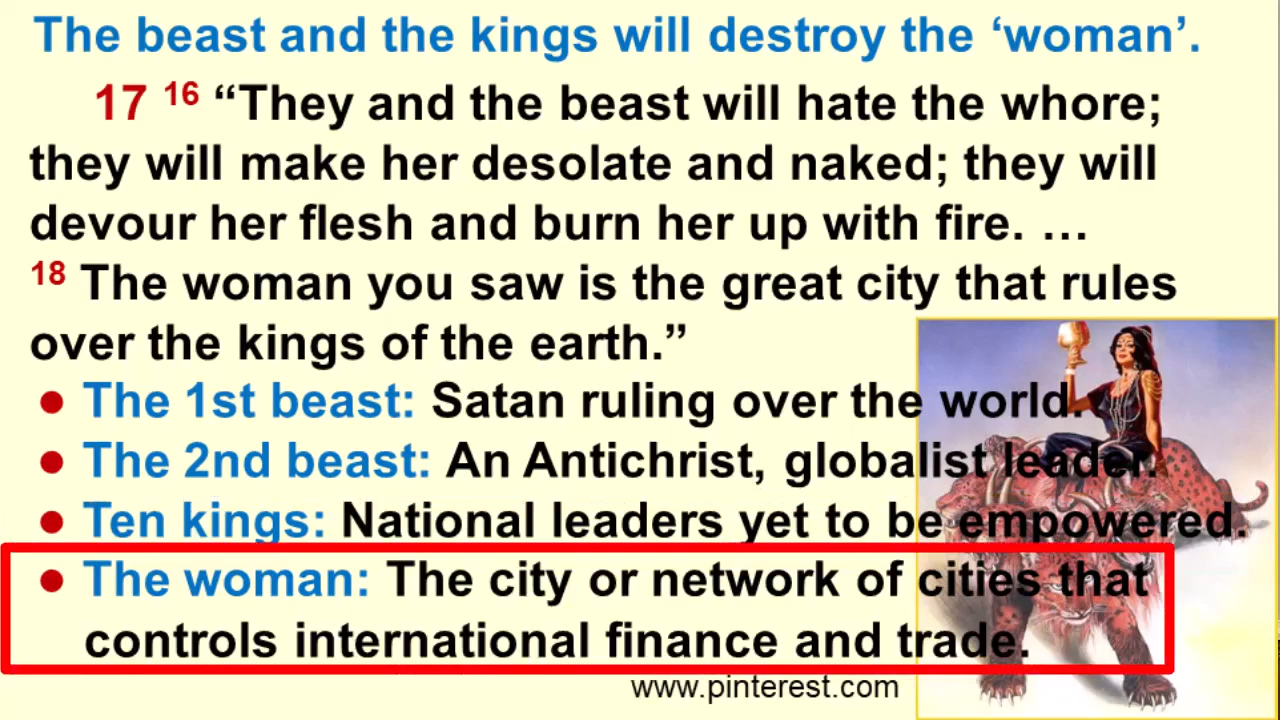 The beast and the kings will destroy the ‘woman’.
17 16 “They and the beast will hate the whore;
they will make her desolate and naked; they will
devour her flesh and burn her up with fire. …
18 The woman you saw is the great city that rules
over the kings of the earth.”
● The 1st beast: Satan ruling over the world.
● The 2nd beast: An Antichrist, globalist leader.
● Ten kings: National leaders yet to be empowered.
● The woman: The city or network of cities that
controls international finance and trade.
www.pinterest.com